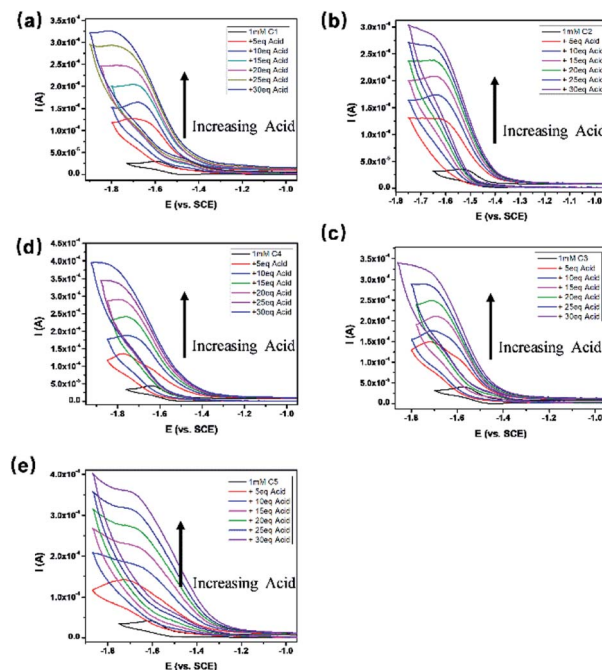 (a)
3.5x10⁻⁴
3.0x10⁻⁴
2.5x10⁻⁴
2.0x10⁻⁴
1.5x10⁻⁴
1.0x10⁻⁴
5.0x10⁻⁵
0.0
I (A)
1mM C1
+5eq Acid
+10eq Acid
+15eq Acid
+20eq Acid
+25eq Acid
+30eq Acid
Increasing Acid
-1.8 -1.6 -1.4 -1.2 -1.0
E (vs. SCE)
(b)
3.0x10⁻⁴
2.5x10⁻⁴
2.0x10⁻⁴
1.5x10⁻⁴
1.0x10⁻⁴
5.0x10⁻⁵
0.0
I (A)
1mM C2
+ 5eq Acid
+ 10eq Acid
+ 15eq Acid
+ 20eq Acid
+ 25eq Acid
+ 30eq Acid
Increasing Acid
-1.8 -1.7 -1.6 -1.5 -1.4 -1.3 -1.2 -1.1 -1.0
E (vs. SCE)
(d)
4.5x10⁻⁴
4.0x10⁻⁴
3.5x10⁻⁴
3.0x10⁻⁴
2.5x10⁻⁴
2.0x10⁻⁴
1.5x10⁻⁴
1.0x10⁻⁴
5.0x10⁻⁵
0.0
I (A)
1mM C4
+5eq Acid
+10eq Acid
+15eq Acid
+20eq Acid
+25eq Acid
+30eq Acid
Increasing Acid
-1.8 -1.6 -1.4 -1.2 -1.0
E (vs. SCE)
(c)
3.5x10⁻⁴
3.0x10⁻⁴
2.5x10⁻⁴
2.0x10⁻⁴
1.5x10⁻⁴
1.0x10⁻⁴
5.0x10⁻⁵
0.0
I (A)
1mM C3
+ 5eq Acid
+ 10eq Acid
+ 15eq Acid
+ 20eq Acid
+ 25eq Acid
+ 30eq Acid
Increasing Acid
-1.8 -1.6 -1.4 -1.2 -1.0
E (vs. SCE)
(e)
4.0x10⁻⁴
3.0x10⁻⁴
2.0x10⁻⁴
1.0x10⁻⁴
0.0
I (A)
1mM C5
+ 5eq Acid
+ 10eq Acid
+ 15eq Acid
+ 20eq Acid
+ 25eq Acid
+ 30eq Acid
Increasing Acid
-1.8 -1.6 -1.4 -1.2 -1.0
E (vs. SCE)